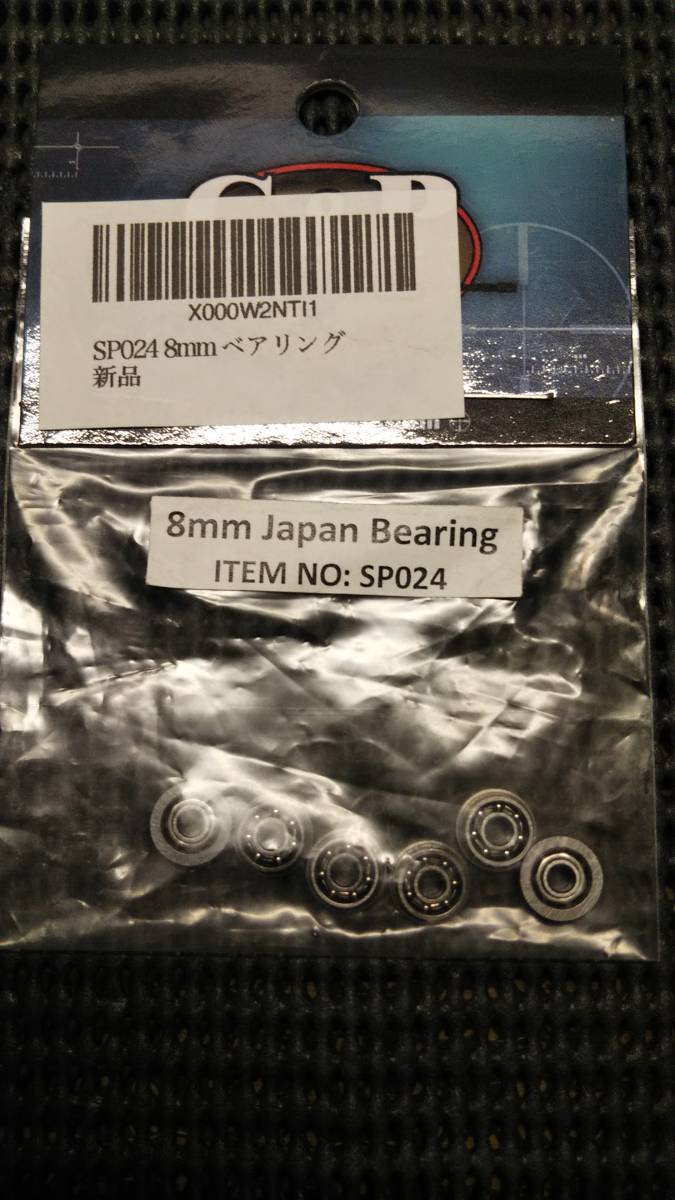 X000W2NTI1
SP024 8mm ベアリング
新品
8mm Japan Bearing
ITEM NO: SP024